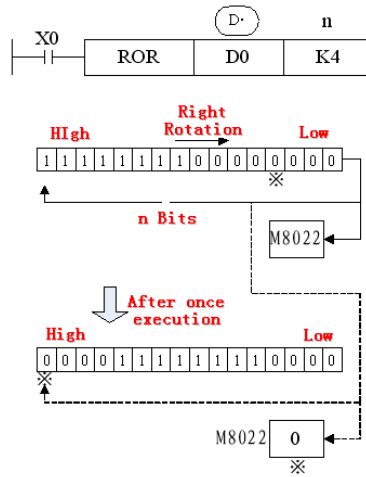 D· n
X0
ROR D0 K4
Right
Rotation
HIgh Low
1 1 1 1 1 1 1 1 0 0 0 0 0 0 0 0
※
n Bits
M8022
After once
execution
High Low
0 0 0 0 1 1 1 1 1 1 1 1 0 0 0 0
※
M8022 0
※